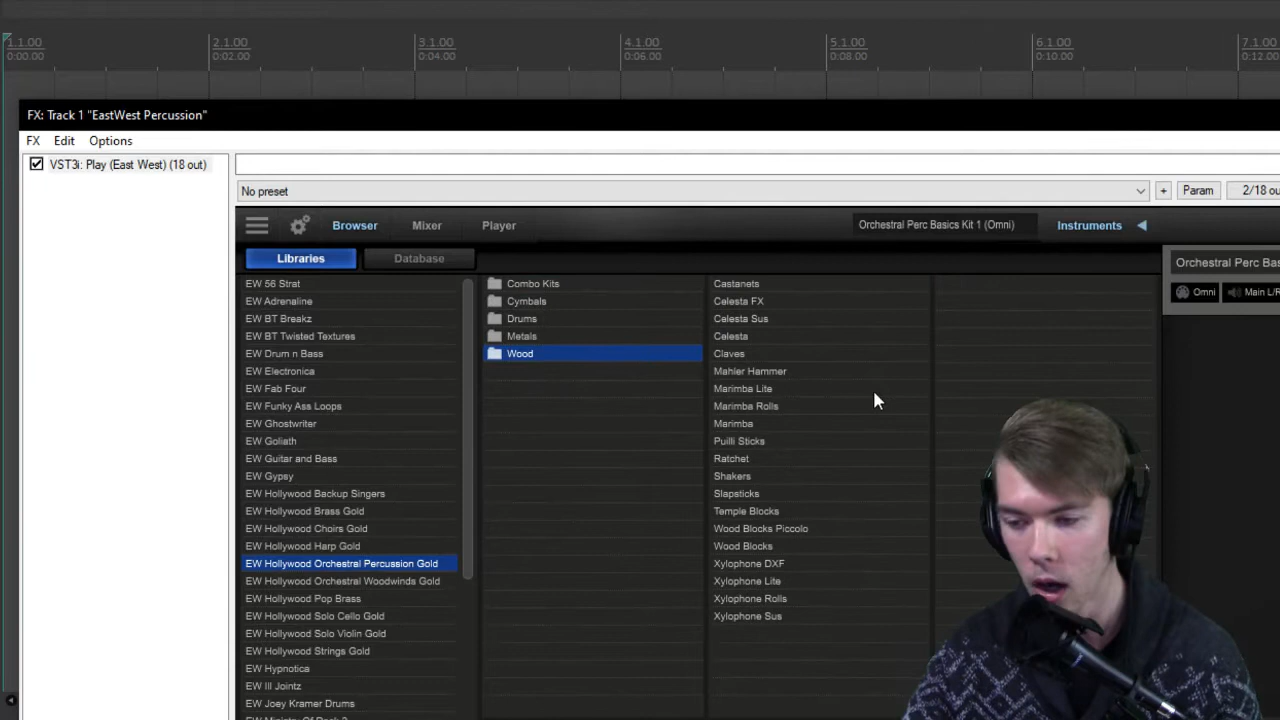 1.1.00
0:00.00
2.1.00
0:02.00
3.1.00
0:04.00
4.1.00
0:06.00
5.1.00
0:08.00
6.1.00
0:10.00
7.1.00
0:12.00
FX: Track 1 "EastWest Percussion"
FX Edit Options
VST3i: Play (East West) (18 out)
No preset
+ Param 2/18 ou
Browser Mixer Player Orchestral Perc Basics Kit 1 (Omni) Instruments
Libraries Database
Orchestral Perc Bas
Omni Main L/R
EW 56 Strat
EW Adrenaline
EW BT Breakz
EW BT Twisted Textures
EW Drum n Bass
EW Electronica
EW Fab Four
EW Funky Ass Loops
EW Ghostwriter
EW Goliath
EW Guitar and Bass
EW Gypsy
EW Hollywood Backup Singers
EW Hollywood Brass Gold
EW Hollywood Choirs Gold
EW Hollywood Harp Gold
EW Hollywood Orchestral Percussion Gold
EW Hollywood Orchestral Woodwinds Gold
EW Hollywood Pop Brass
EW Hollywood Solo Cello Gold
EW Hollywood Solo Violin Gold
EW Hollywood Strings Gold
EW Hypnotica
EW Ill Jointz
EW Joey Kramer Drums
Combo Kits
Cymbals
Drums
Metals
Wood
Castanets
Celesta FX
Celesta Sus
Celesta
Claves
Mahler Hammer
Marimba Lite
Marimba Rolls
Marimba
Puilli Sticks
Ratchet
Shakers
Slapsticks
Temple Blocks
Wood Blocks Piccolo
Wood Blocks
Xylophone DXF
Xylophone Lite
Xylophone Rolls
Xylophone Sus